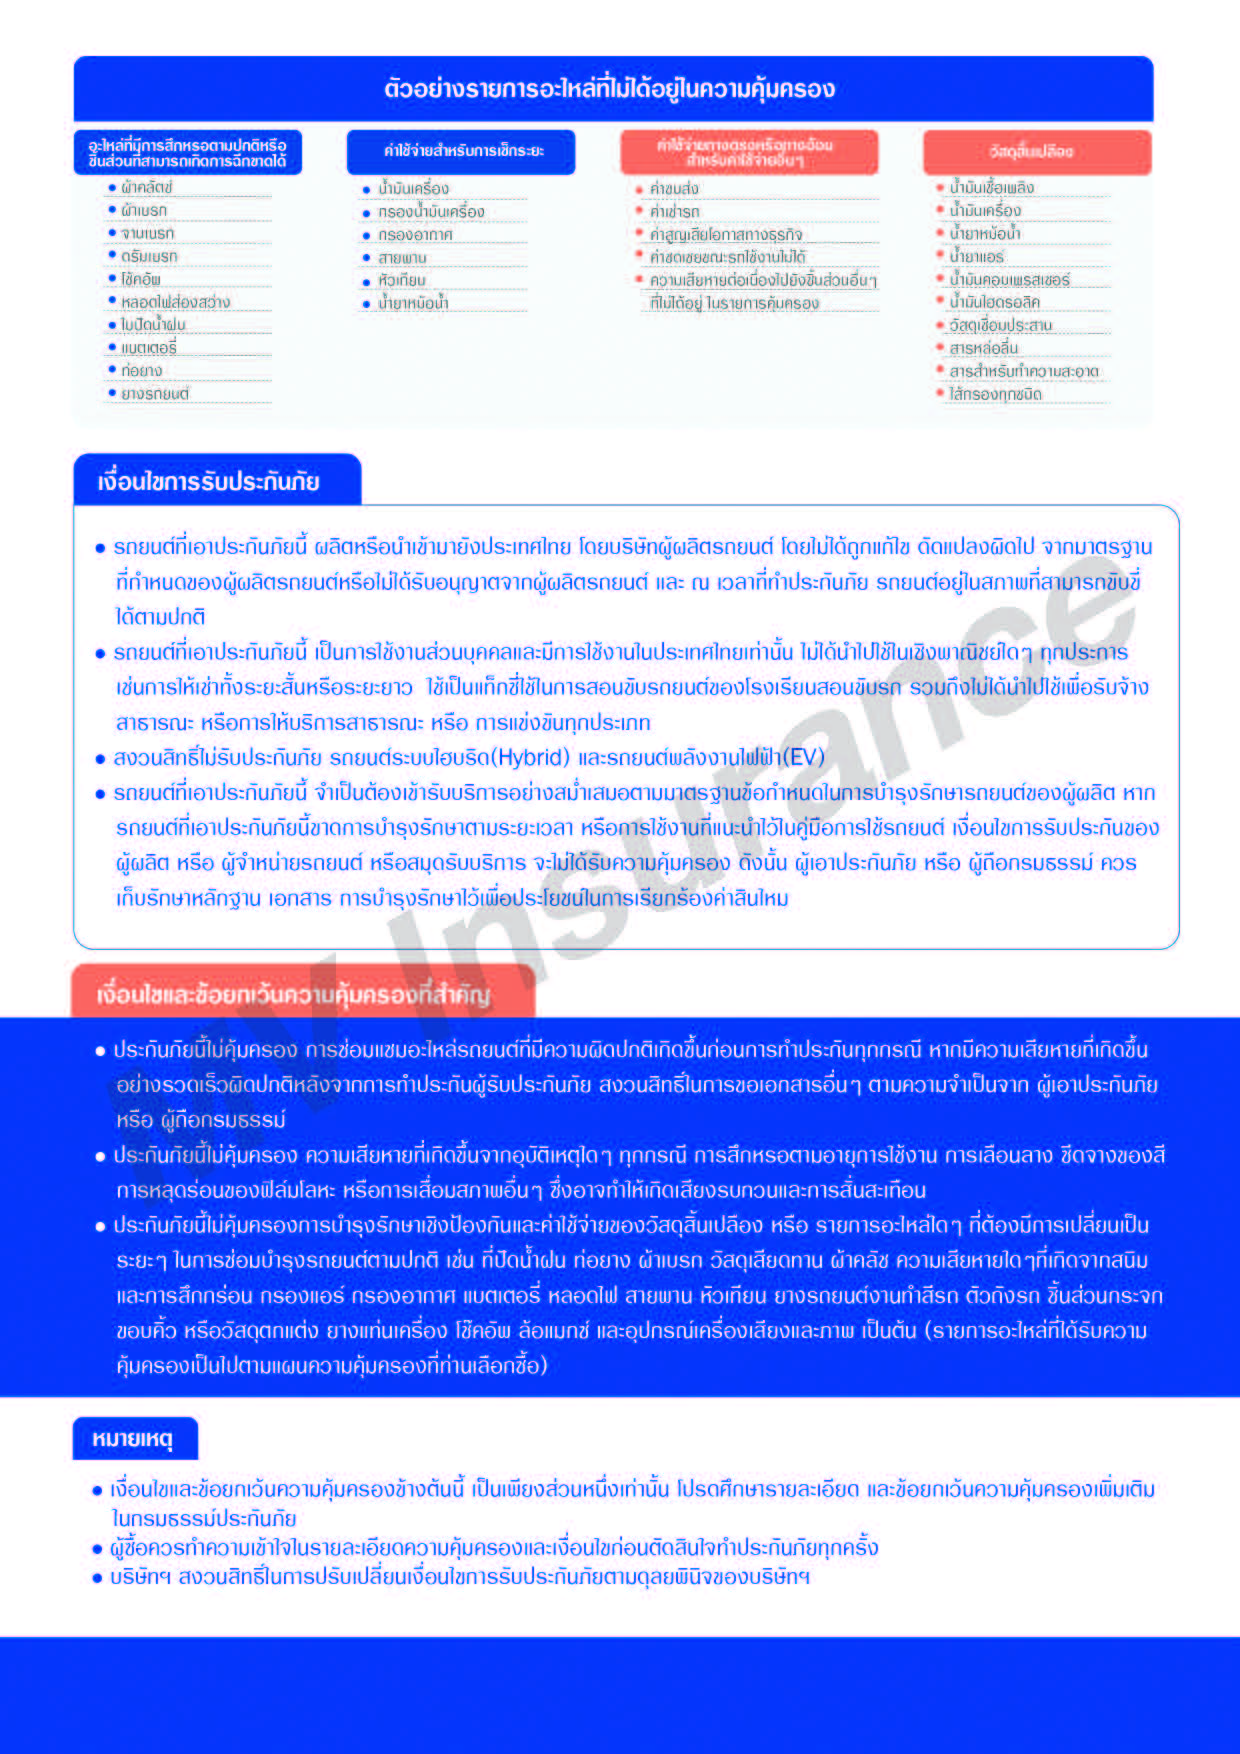 ตัวอย่างรายการอะไหล่ที่ไม่ได้อยู่ในความคุ้มครอง
อะไหล่ที่มีการสึกหรอตามปกติหรือ
ชิ้นส่วนที่สามารถเกิดการฉีกขาดได้
ผ้าคลัตช์
ผ้าเบรก
จานเบรก
ดรัมเบรก
โช้คอัพ
หลอดไฟส่องสว่าง
ใบปัดน้ำฝน
แบตเตอรี่
ท่อยาง
ยางรถยนต์
ค่าใช้จ่ายสำหรับการเช็กระยะ
น้ำมันเครื่อง
กรองน้ำมันเครื่อง
กรองอากาศ
สายพาน
หัวเทียน
น้ำยาหม้อน้ำ
ค่าใช้จ่ายทางตรงหรือทางอ้อม
สำหรับค่าใช้จ่ายอื่นๆ
ค่าขนส่ง
ค่าเช่ารถ
ค่าสูญเสียโอกาสทางธุรกิจ
ค่าชดเชยขณะรถใช้งานไม่ได้
ความเสียหายต่อเนื่องไปยังชิ้นส่วนอื่นๆ
ที่ไม่ได้อยู่ ในรายการคุ้มครอง
วัสดุสิ้นเปลือง
น้ำมันเชื้อเพลิง
น้ำมันเครื่อง
น้ำยาหม้อน้ำ
น้ำยาแอร์
น้ำมันคอมเพรสเซอร์
น้ำมันไฮดรอลิค
วัสดุเชื่อมประสาน
สารหล่อลื่น
สารสำหรับทำความสะอาด
ไส้กรองทุกชนิด
เงื่อนไขการรับประกันภัย
รถยนต์ที่เอาประกันภัยนี้ ผลิตหรือนำเข้ามายังประเทศไทย โดยบริษัทผู้ผลิตรถยนต์ โดยไม่ได้ถูกแก้ไข ดัดแปลงผิดไป จากมาตรฐาน
ที่กำหนดของผู้ผลิตรถยนต์หรือไม่ได้รับอนุญาตจากผู้ผลิตรถยนต์ และ ณ เวลาที่ทำประกันภัย รถยนต์อยู่ในสภาพที่สามารถขับขี่
ได้ตามปกติ
รถยนต์ที่เอาประกันภัยนี้ เป็นการใช้งานส่วนบุคคลและมีการใช้งานในประเทศไทยเท่านั้น ไม่ได้นำไปใช้ในเชิงพาณิชย์ใดๆ ทุกประการ
เช่นการให้เช่าทั้งระยะสั้นหรือระยะยาว ใช้เป็นแท็กซี่ใช้ในการสอนขับรถยนต์ของโรงเรียนสอนขับรถ รวมถึงไม่ได้นำไปใช้เพื่อรับจ้าง
สาธารณะ หรือการให้บริการสาธารณะ หรือ การแข่งขันทุกประเภท
สงวนสิทธิ์ไม่รับประกันภัย รถยนต์ระบบไฮบริด(Hybrid) และรถยนต์พลังงานไฟฟ้า(EV)
รถยนต์ที่เอาประกันภัยนี้ จำเป็นต้องเข้ารับบริการอย่างสม่ำเสมอตามมาตรฐานข้อกำหนดในการบำรุงรักษารถยนต์ของผู้ผลิต หาก
รถยนต์ที่เอาประกันภัยนี้ขาดการบำรุงรักษาตามระยะเวลา หรือการใช้งานที่แนะนำไว้ในคู่มือการใช้รถยนต์ เงื่อนไขการรับประกันของ
ผู้ผลิต หรือ ผู้จำหน่ายรถยนต์ หรือสมุดรับบริการ จะไม่ได้รับความคุ้มครอง ดังนั้น ผู้เอาประกันภัย หรือ ผู้ถือกรมธรรม์ ควร
เก็บรักษาหลักฐาน เอกสาร การบำรุงรักษาไว้เพื่อประโยชน์ในการเรียกร้องค่าสินไหม
MV Insurance
เงื่อนไขและข้อยกเว้นความคุ้มครองที่สำคัญ
ประกันภัยนี้ไม่คุ้มครอง การซ่อมแซมอะไหล่รถยนต์ที่มีความผิดปกติเกิดขึ้นก่อนการทำประกันทุกกรณี หากมีความเสียหายที่เกิดขึ้น
อย่างรวดเร็วผิดปกติหลังจากการทำประกันผู้รับประกันภัย สงวนสิทธิ์ในการขอเอกสารอื่นๆ ตามความจำเป็นจาก ผู้เอาประกันภัย
หรือ ผู้ถือกรมธรรม์
ประกันภัยนี้ไม่คุ้มครอง ความเสียหายที่เกิดขึ้นจากอุบัติเหตุใดๆ ทุกกรณี การสึกหรอตามอายุการใช้งาน การเลือนลาง ซีดจางของสี
การหลุดร่อนของฟิล์มโลหะ หรือการเสื่อมสภาพอื่นๆ ซึ่งอาจทำให้เกิดเสียงรบกวนและการสั่นสะเทือน
ประกันภัยนี้ไม่คุ้มครองการบำรุงรักษาเชิงป้องกันและค่าใช้จ่ายของวัสดุสิ้นเปลือง หรือ รายการอะไหล่ใดๆ ที่ต้องมีการเปลี่ยนเป็น
ระยะๆ ในการซ่อมบำรุงรถยนต์ตามปกติ เช่น ที่ปัดน้ำฝน ท่อยาง ผ้าเบรก วัสดุเสียดทาน ผ้าคลัช ความเสียหายใดๆที่เกิดจากสนิม
และการสึกกร่อน กรองแอร์ กรองอากาศ แบตเตอรี่ หลอดไฟ สายพาน หัวเทียน ยางรถยนต์งานทำสีรถ ตัวถังรถ ชิ้นส่วนกระจก
ขอบคิ้ว หรือวัสดุตกแต่ง ยางแท่นเครื่อง โช๊คอัพ ล้อแมกซ์ และอุปกรณ์เครื่องเสียงและภาพ เป็นต้น (รายการอะไหล่ที่ได้รับความ
คุ้มครองเป็นไปตามแผนความคุ้มครองที่ท่านเลือกซื้อ)
หมายเหตุ
เงื่อนไขและข้อยกเว้นความคุ้มครองข้างต้นนี้ เป็นเพียงส่วนหนึ่งเท่านั้น โปรดศึกษารายละเอียด และข้อยกเว้นความคุ้มครองเพิ่มเติม
ในกรมธรรม์ประกันภัย
ผู้ซื้อควรทำความเข้าใจในรายละเอียดความคุ้มครองและเงื่อนไขก่อนตัดสินใจทำประกันภัยทุกครั้ง
บริษัทฯ สงวนสิทธิ์ในการปรับเปลี่ยนเงื่อนไขการรับประกันภัยตามดุลยพินิจของบริษัทฯ